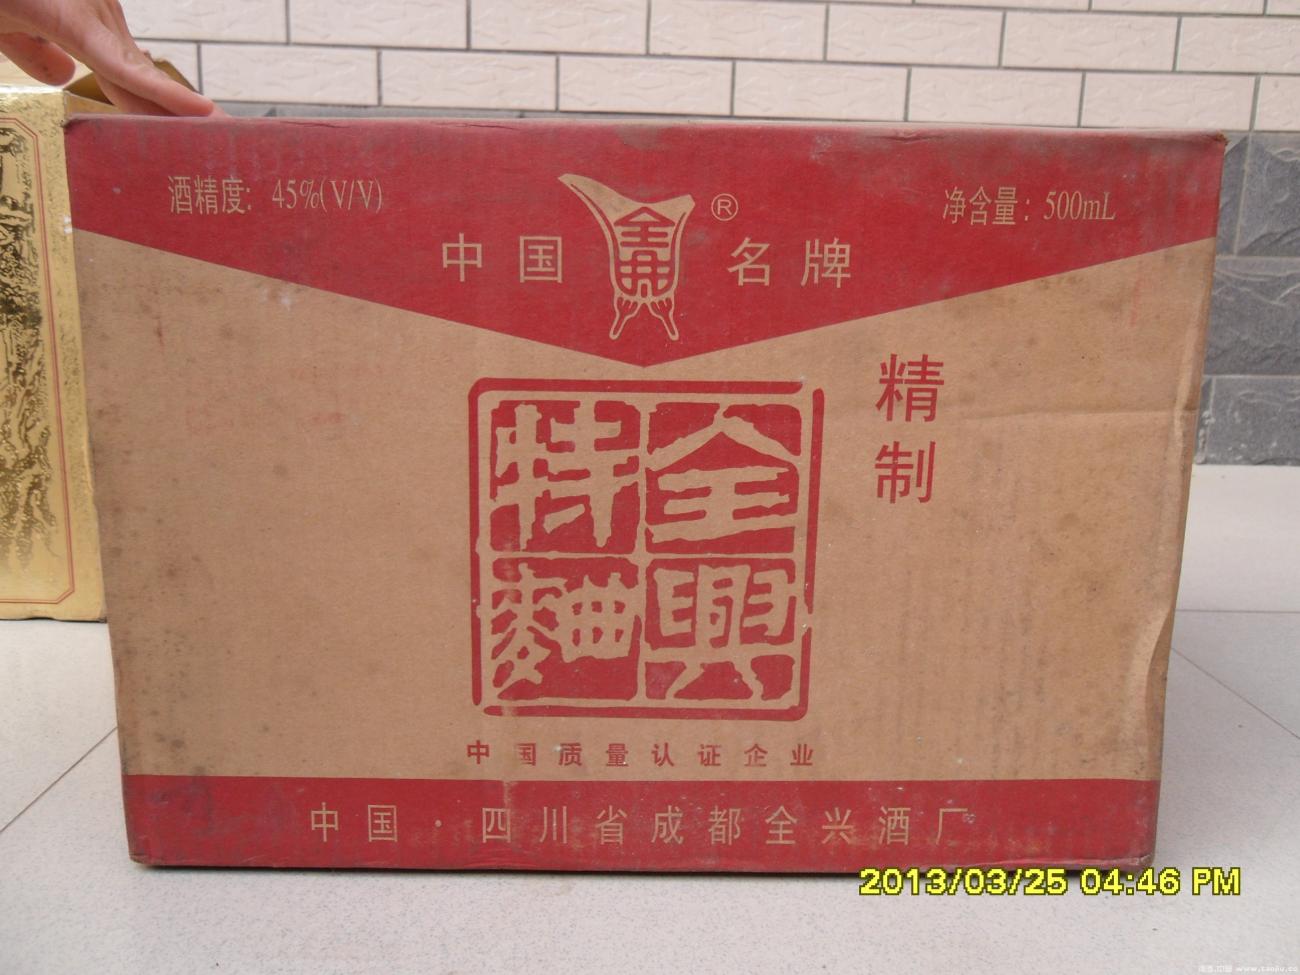 酒精度: 45%(V/V)
净含量: 500mL
中国 全兴 ® 名牌
精制
全興
特麯
中国质量认证企业
中国·四川省成都全兴酒厂
2013/03/25 04:46 PM